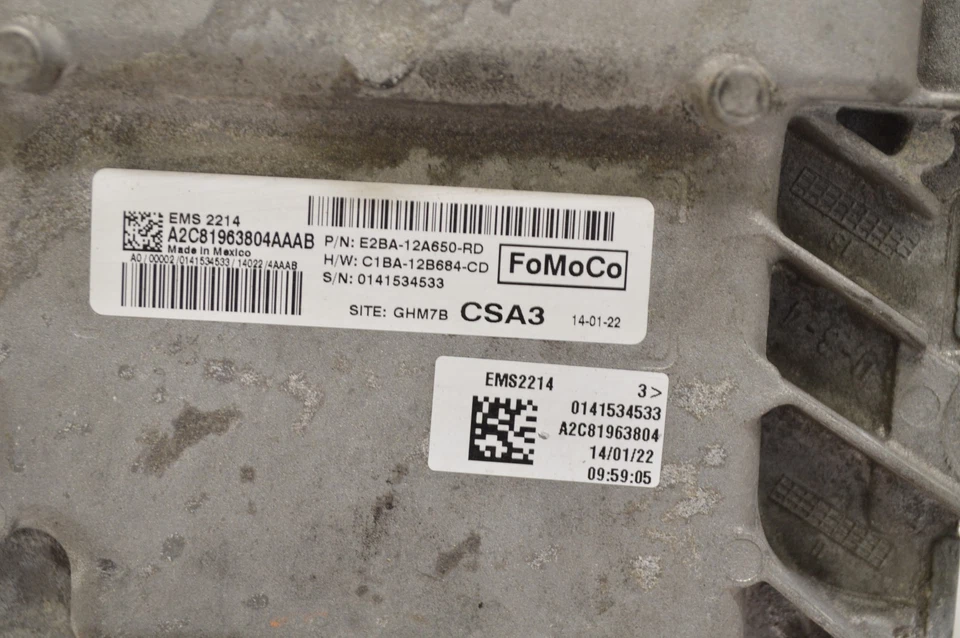 EMS 2214
A2C81963804AAAB
Made in Mexico
A0/00002/0141534533/14022/4AAAB
P/N: E2BA-12A650-RD
H/W: C1BA-12B684-CD
S/N: 0141534533
FoMoCo
SITE: GHM7B CSA3 14-01-22
EMS2214
3>
0141534533
A2C81963804
14/01/22
09:59:05